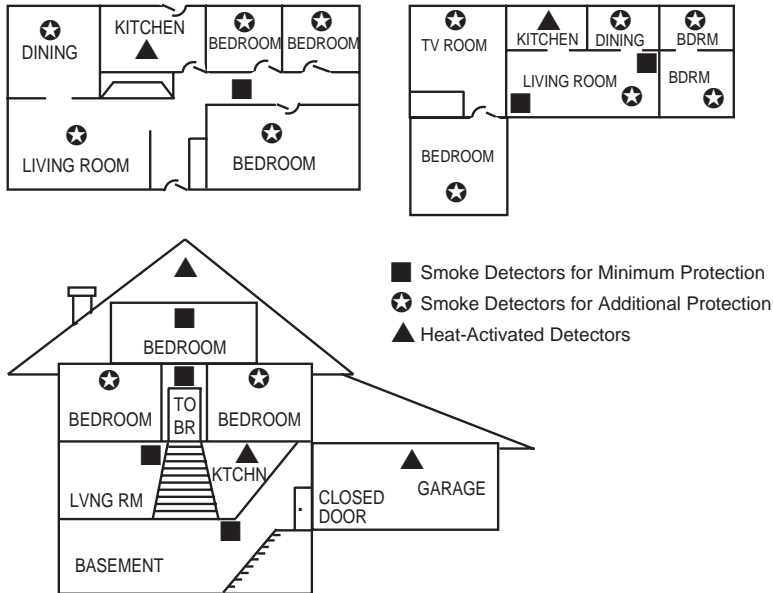 KITCHEN
DINING
BEDROOM
BEDROOM
LIVING ROOM
BEDROOM
TV ROOM
KITCHEN
DINING
BDRM
LIVING ROOM
BDRM
BEDROOM
Smoke Detectors for Minimum Protection
Smoke Detectors for Additional Protection
Heat-Activated Detectors
BEDROOM
BEDROOM
TO
BR
BEDROOM
LVNG RM
KTCHN
CLOSED
DOOR
GARAGE
BASEMENT